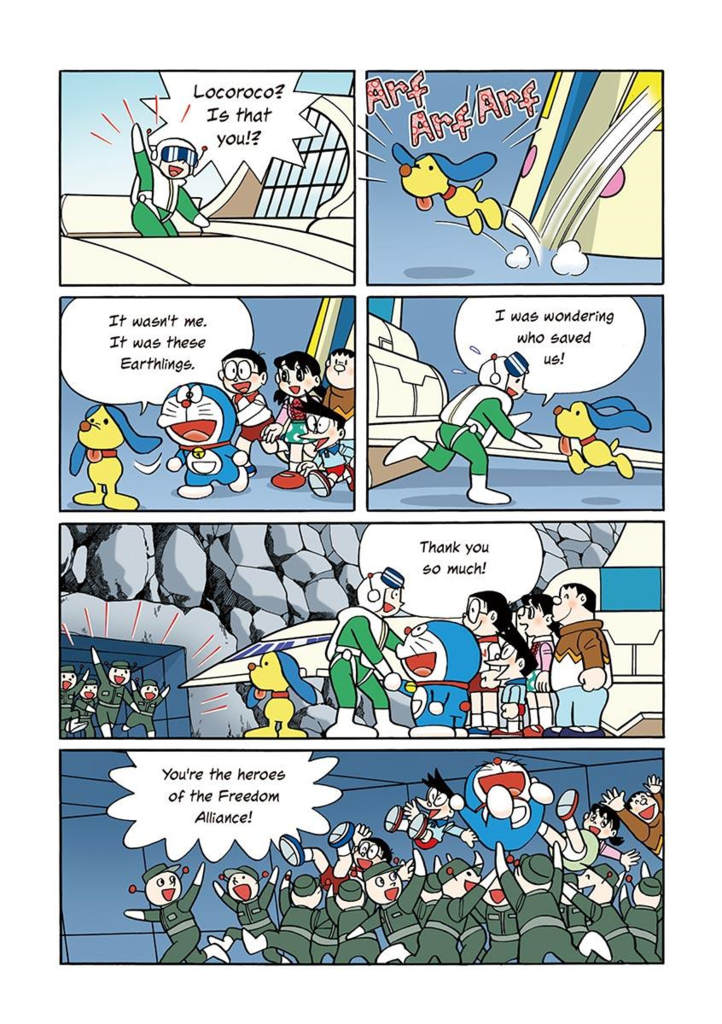 Locoroco?
Is that
you!?
Arf
Arf Arf
It wasn't me.
It was these
Earthlings.
I was wondering
who saved
us!
Thank you
so much!
You're the heroes
of the Freedom
Alliance!